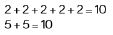 2 + 2 + 2 + 2 + 2 = 10
5 + 5 = 10